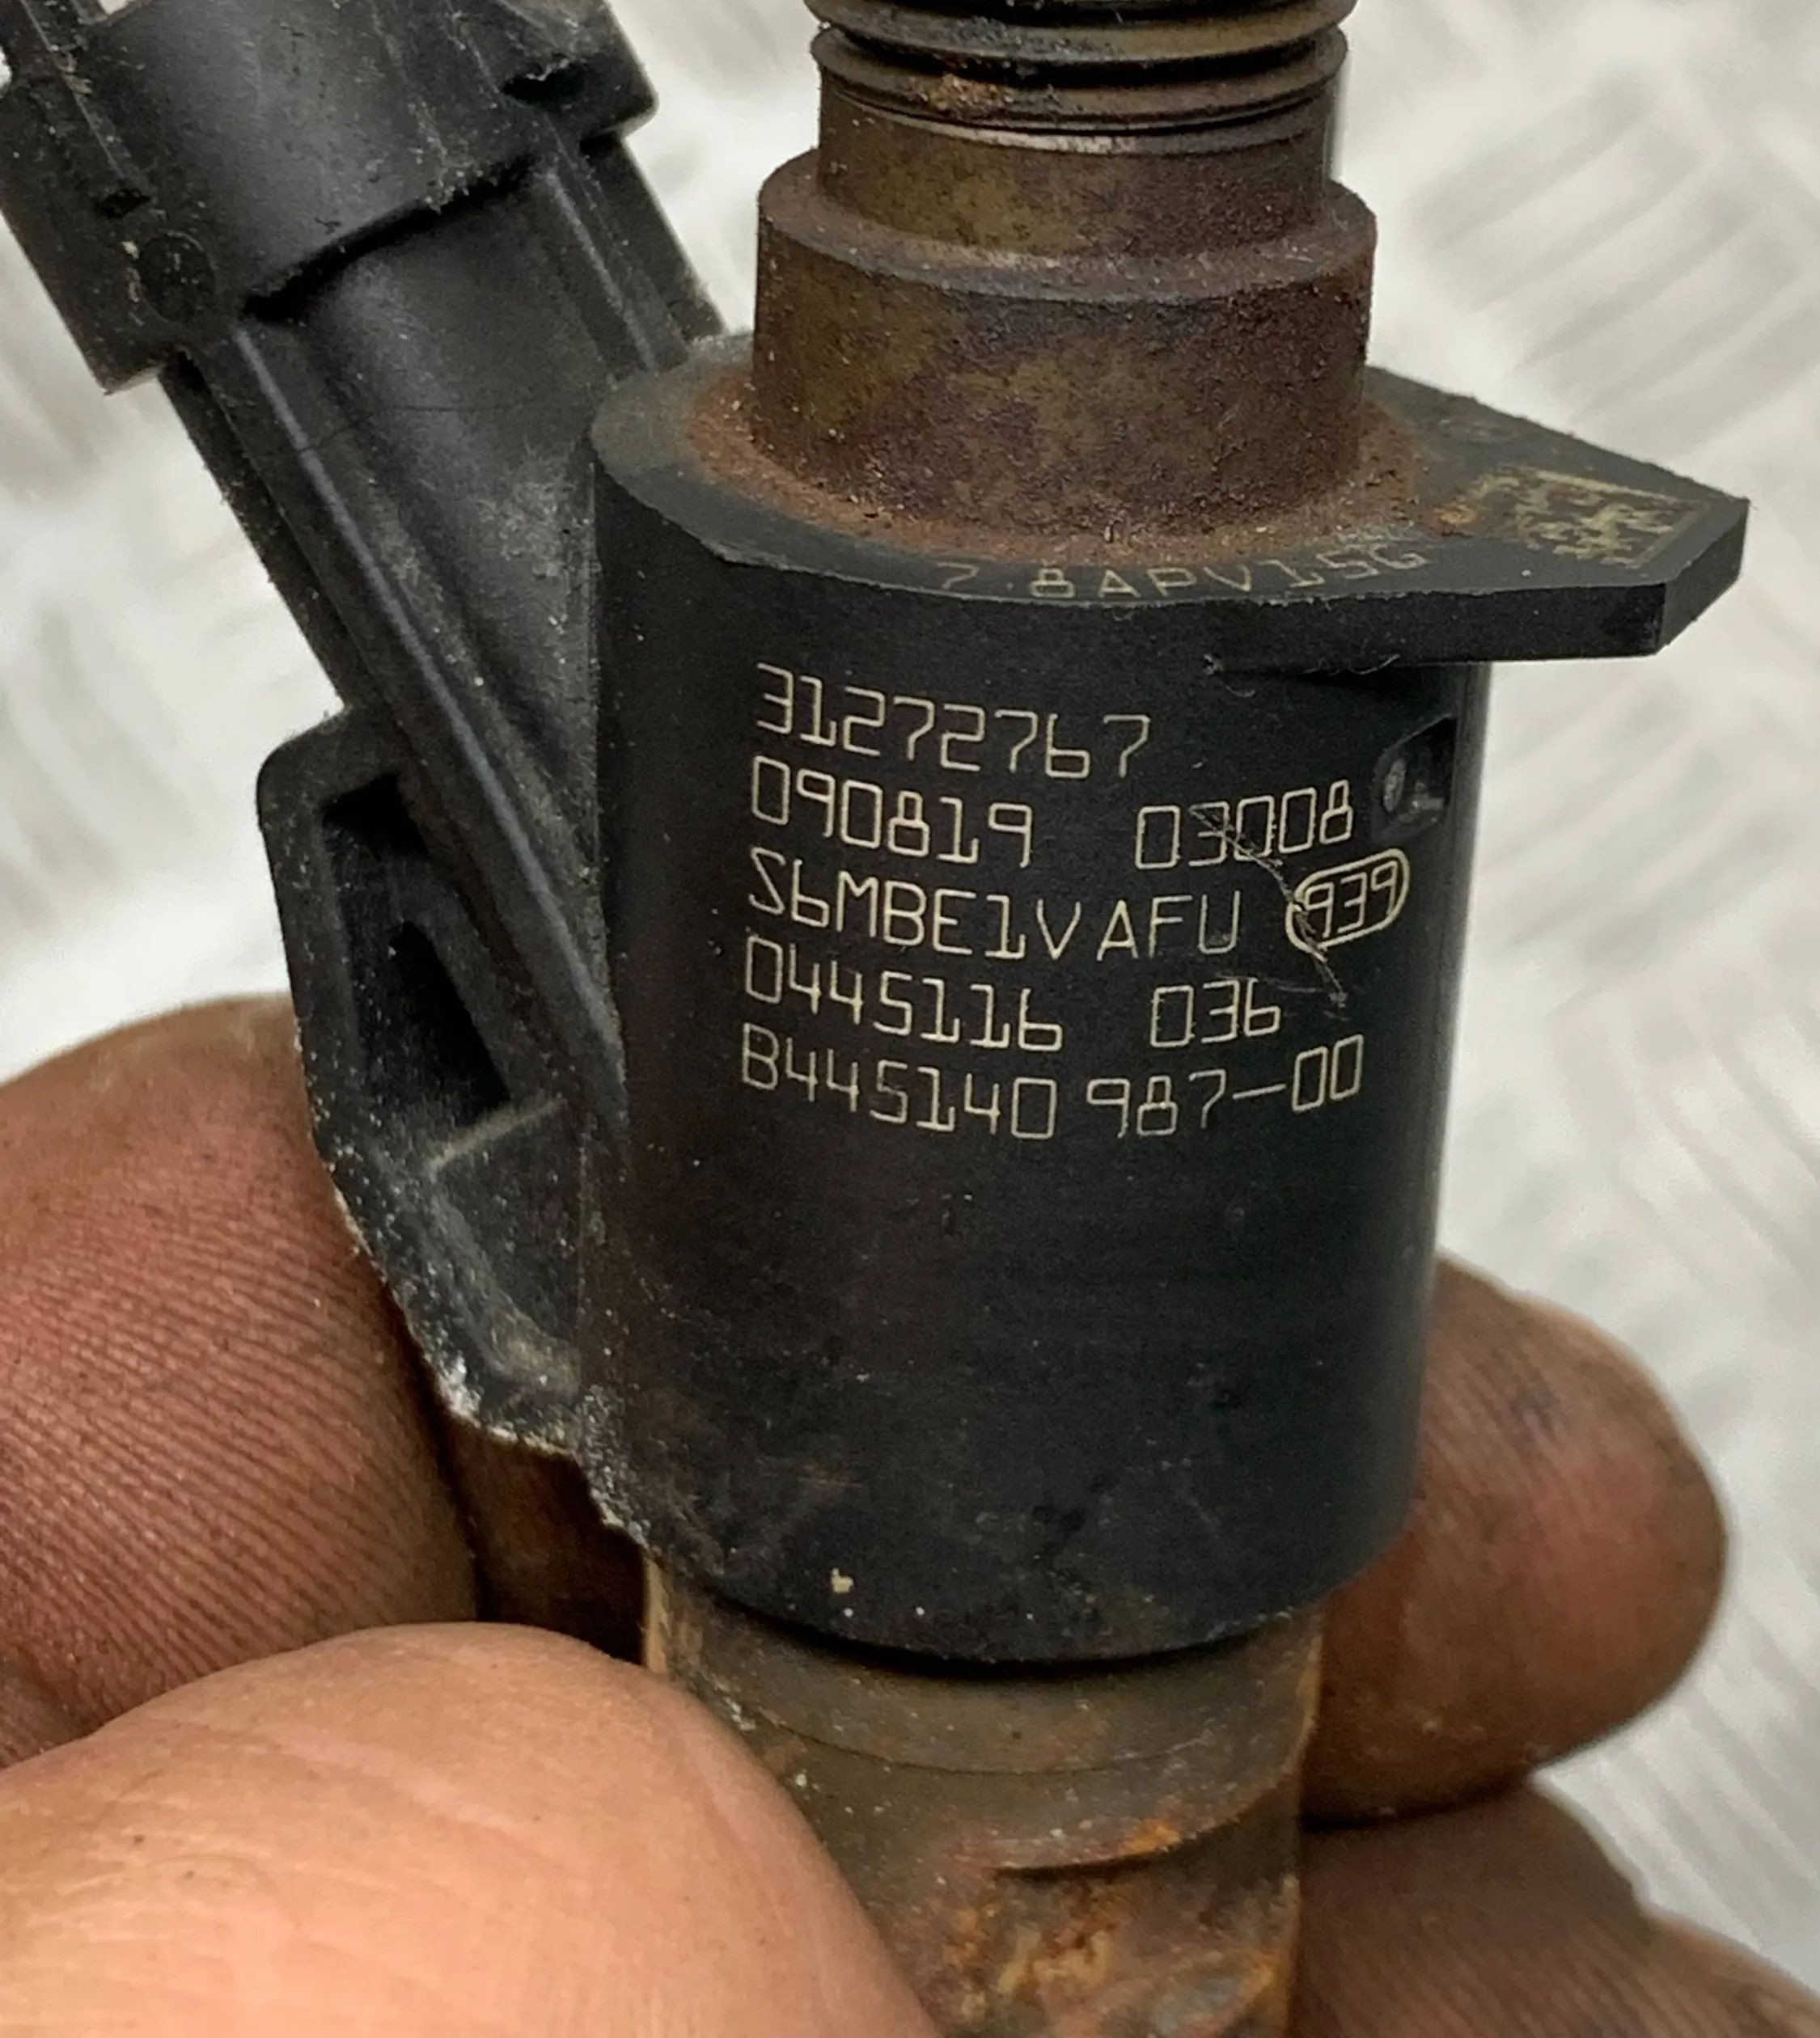 7 8APV15G
31272767
090819 03008
S6MBE1VAFU 939
0445116 036
B445140 987-00